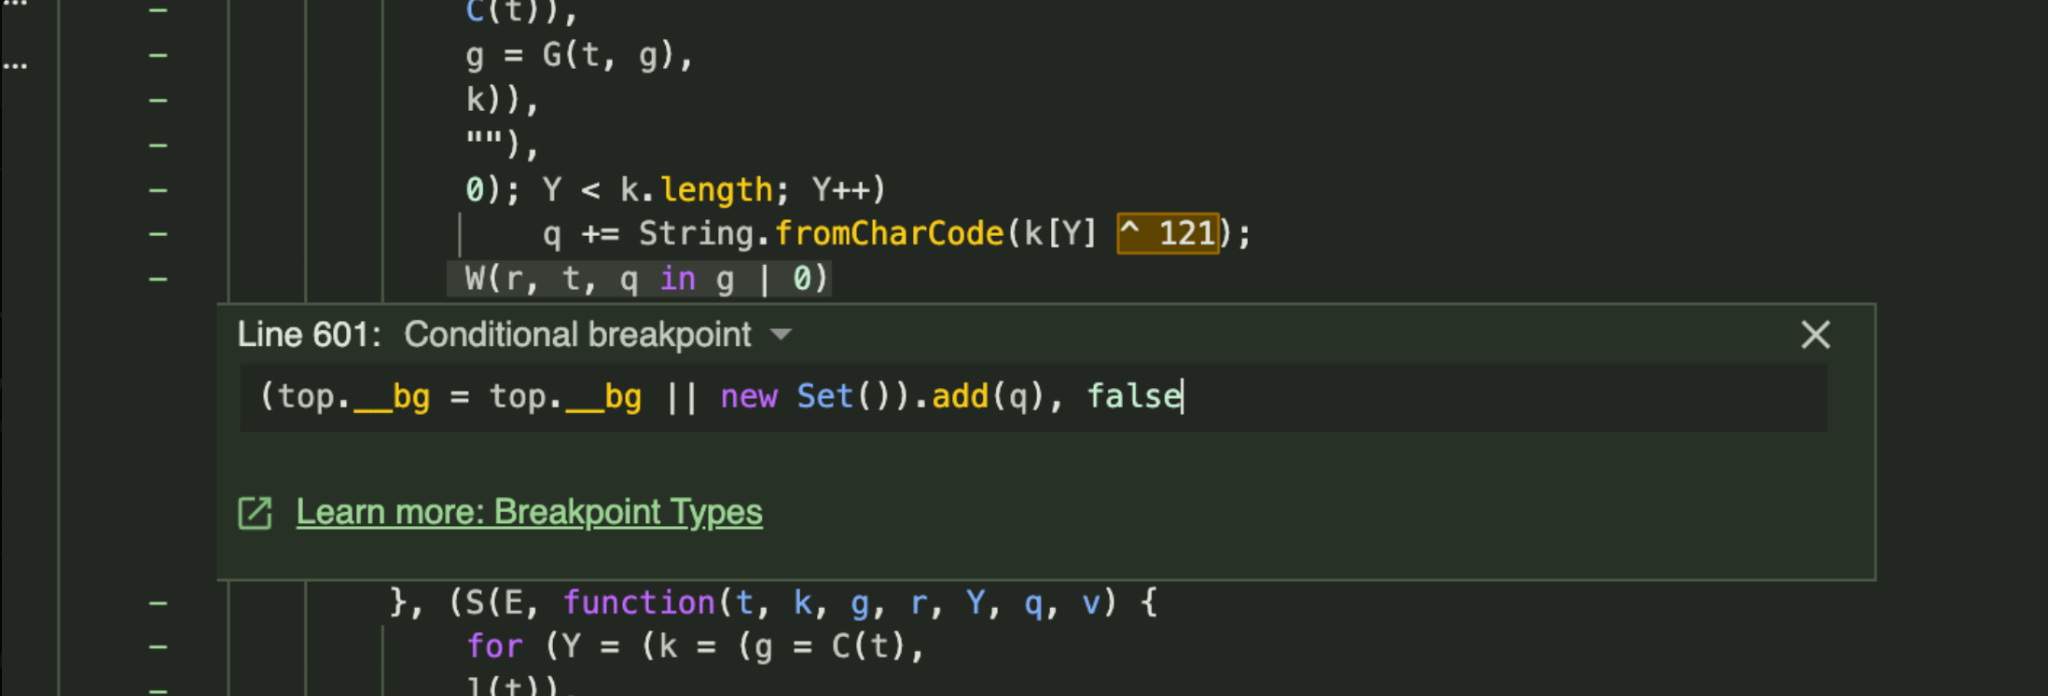 ...
C(t)),
...
g = G(t, g),
k)),
""),
0); Y < k.length; Y++)
q += String.fromCharCode(k[Y] ^ 121);
W(r, t, q in g | 0)
Line 601: Conditional breakpoint
(top.__bg = top.__bg || new Set()).add(q), false
Learn more: Breakpoint Types
}, (S(E, function(t, k, g, r, Y, q, v) {
for (Y = (k = (g = C(t),
l(t)),